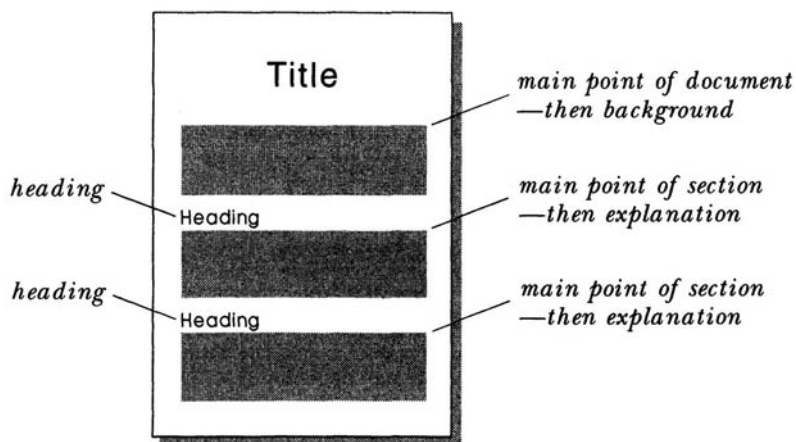 Title
main point of document
—then background
heading
Heading
main point of section
—then explanation
heading
Heading
main point of section
—then explanation